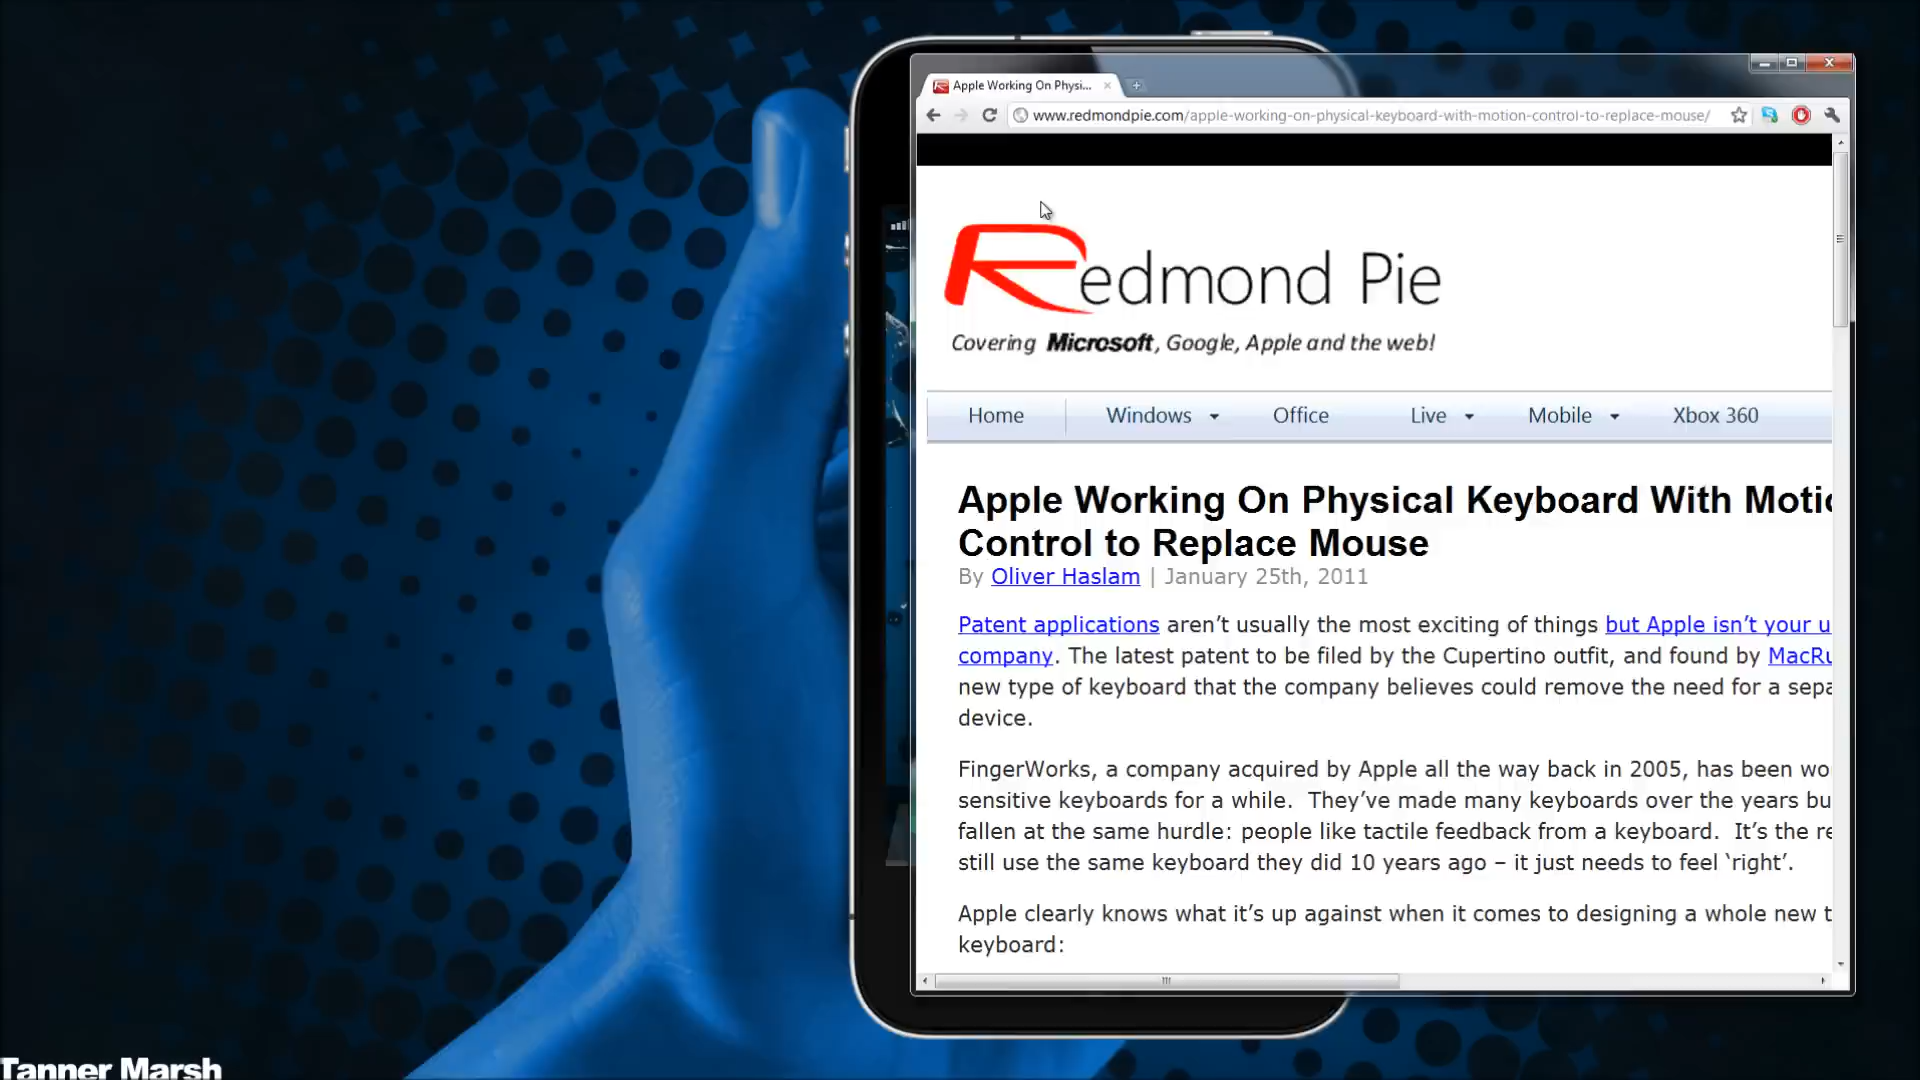 Apple Working On Physi...
www.redmondpie.com/apple-working-on-physical-keyboard-with-motion-control-to-replace-mouse/
Redmond Pie
Covering Microsoft, Google, Apple and the web!
Home Windows Office Live Mobile Xbox 360
Apple Working On Physical Keyboard With Motio
Control to Replace Mouse
By Oliver Haslam | January 25th, 2011
Patent applications aren’t usually the most exciting of things but Apple isn’t your u
company. The latest patent to be filed by the Cupertino outfit, and found by MacRu
new type of keyboard that the company believes could remove the need for a sepa
device.
FingerWorks, a company acquired by Apple all the way back in 2005, has been wo
sensitive keyboards for a while. They’ve made many keyboards over the years bu
fallen at the same hurdle: people like tactile feedback from a keyboard. It’s the re
still use the same keyboard they did 10 years ago – it just needs to feel ‘right’.
Apple clearly knows what it’s up against when it comes to designing a whole new t
keyboard:
Tanner Marsh